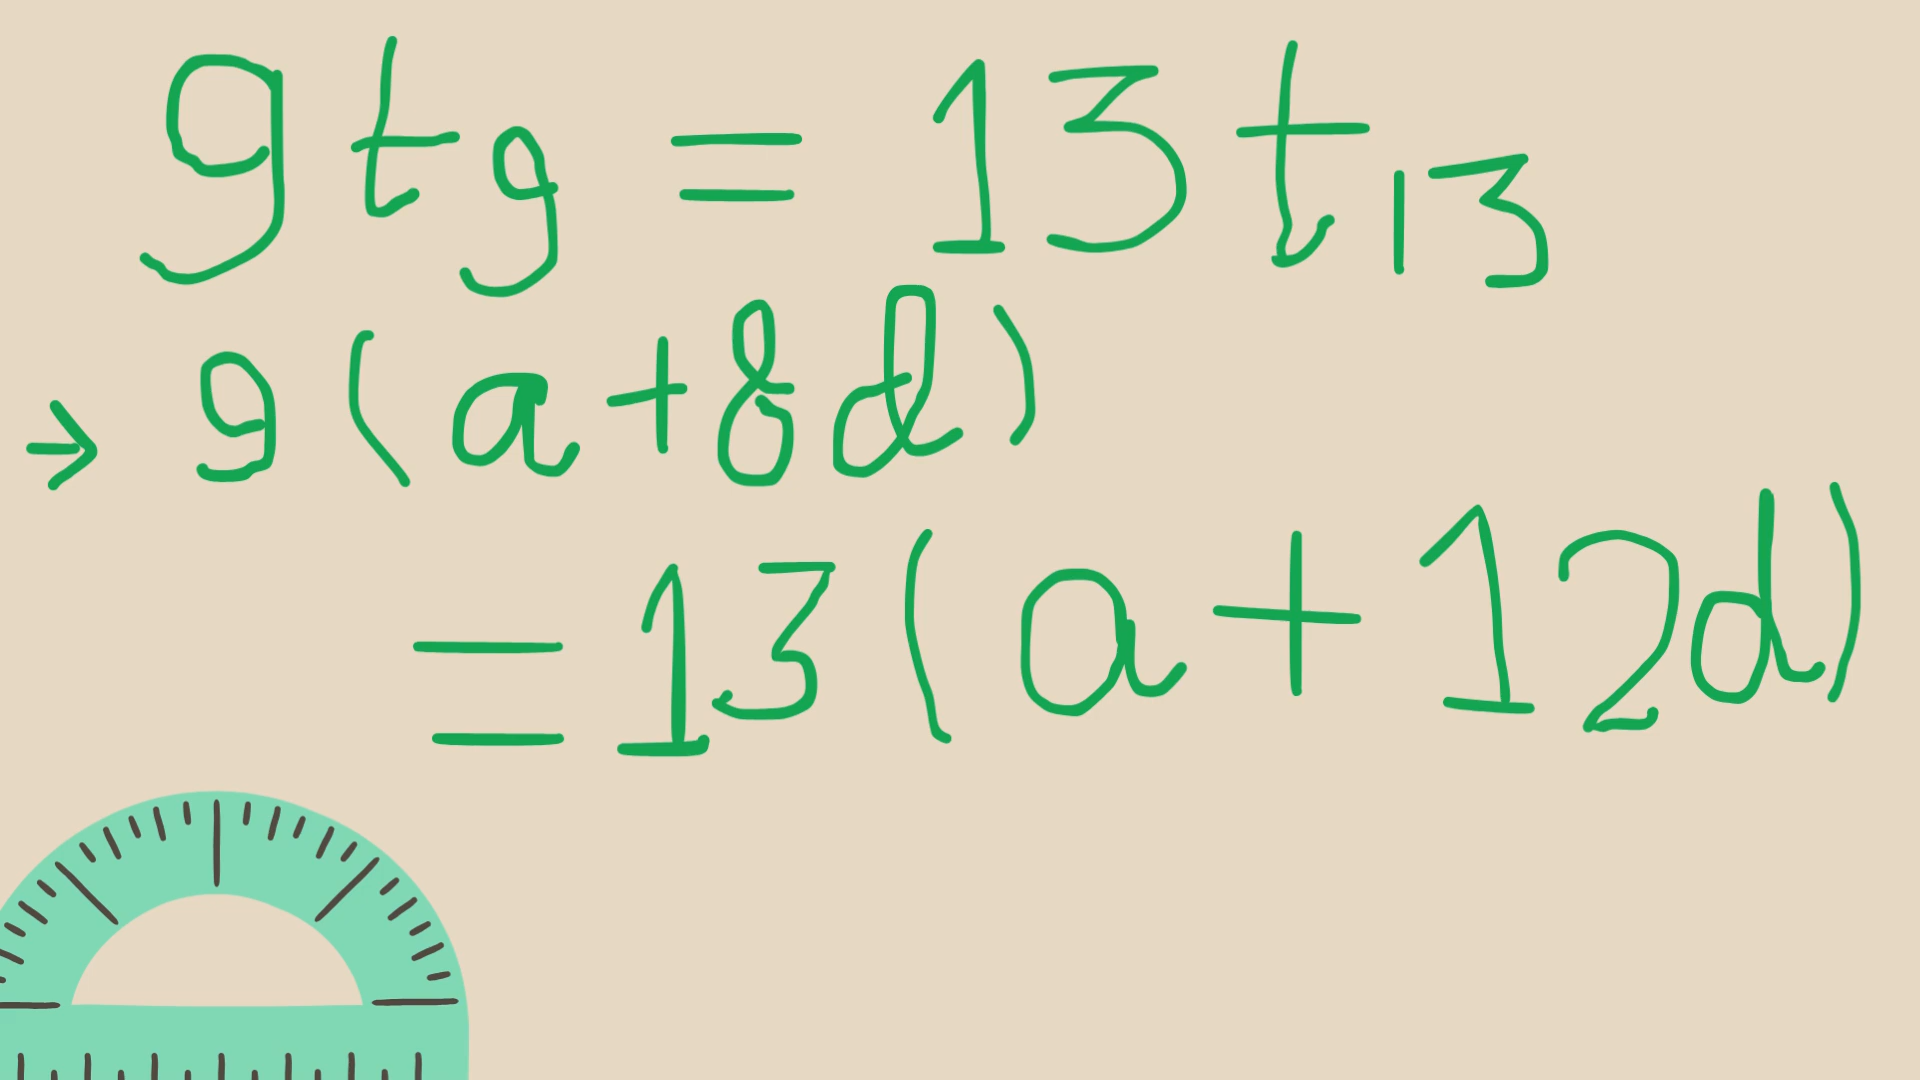 9t₉ = 13t₁₃
→ 9(a+8d)
= 13(a+12d)